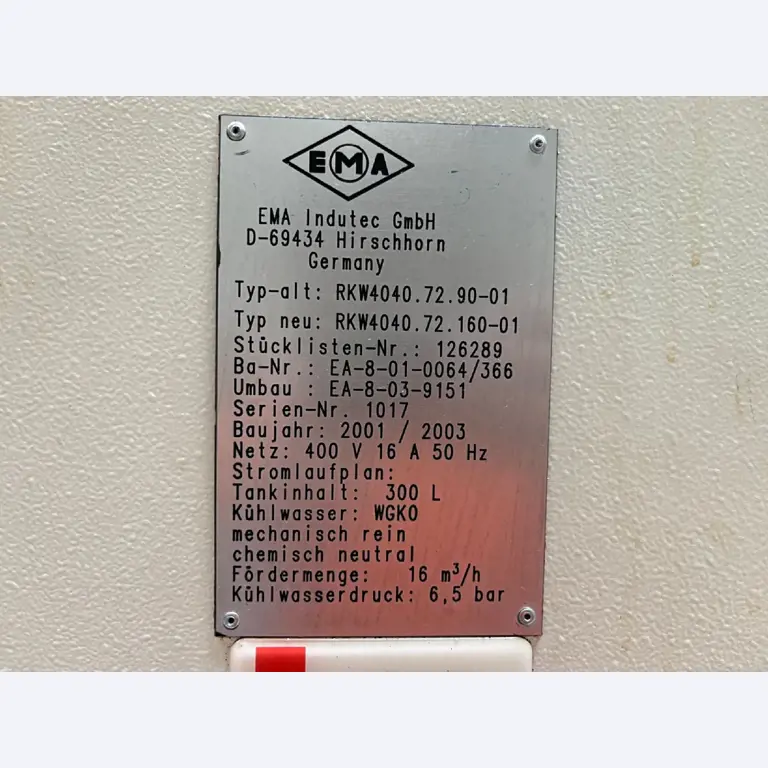 EMA
EMA Indutec GmbH
D-69434 Hirschhorn
Germany
Typ-alt: RKW4040.72.90-01
Typ neu: RKW4040.72.160-01
Stücklisten-Nr.: 126289
Ba-Nr.: EA-8-01-0064/366
Umbau : EA-8-03-9151
Serien-Nr. 1017
Baujahr: 2001 / 2003
Netz: 400 V 16 A 50 Hz
Stromlaufplan:
Tankinhalt: 300 L
Kühlwasser: WGKO
mechanisch rein
chemisch neutral
Fördermenge: 16 m³/h
Kühlwasserdruck: 6,5 bar